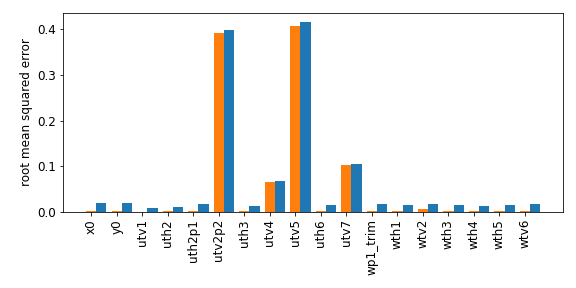 root mean squared error
0.4
0.3
0.2
0.1
0.0
x0
y0
utv1
uth2
uth2p1
utv2p2
uth3
utv4
utv5
uth6
utv7
wp1_trim
wth1
wtv2
wth3
wth4
wth5
wtv6